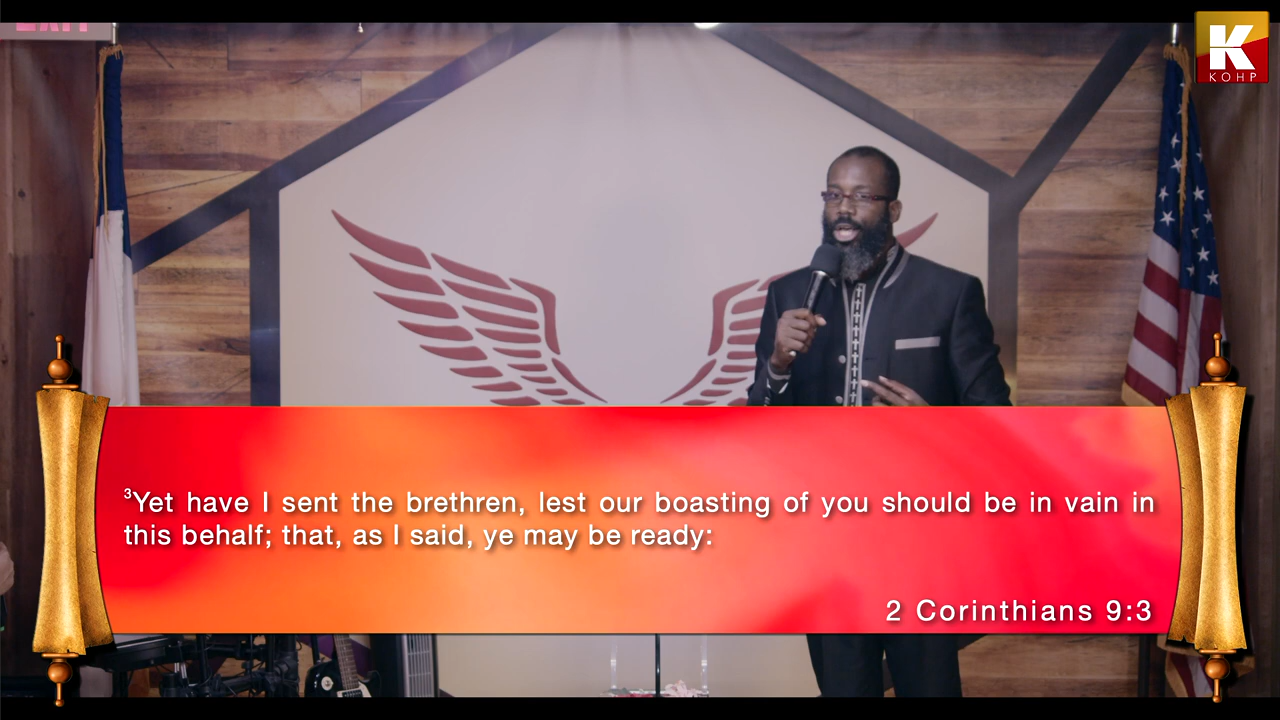 EXIT
K
KOHP
³Yet have I sent the brethren, lest our boasting of you should be in vain in
this behalf; that, as I said, ye may be ready:
2 Corinthians 9:3